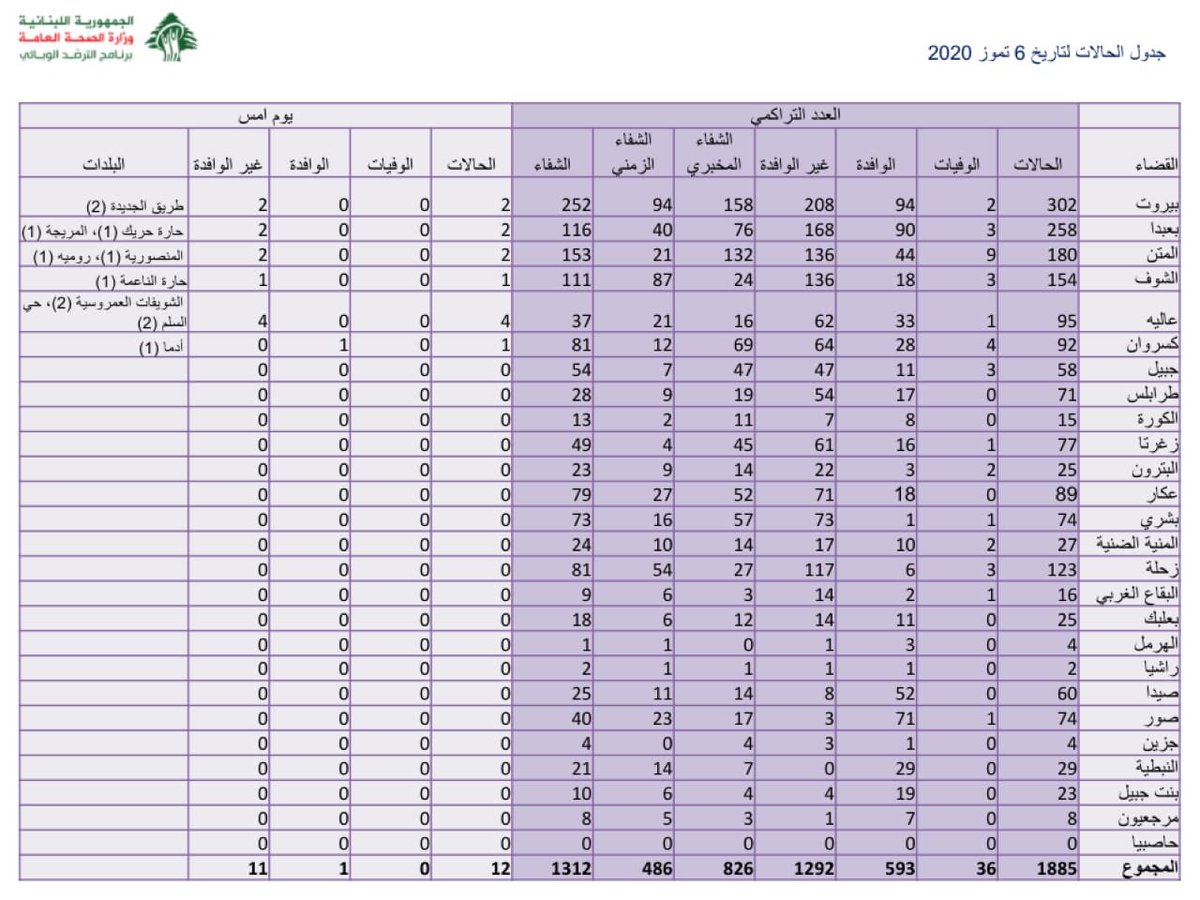 الجمهورية اللبنانية
وزارة الصحة العامة
برنامج الترصد الوبائي
جدول الحالات لتاريخ 6 تموز 2020
العدد التراكمي يوم امس
القضاء الحالات الوفيات الوافدة غير الوافدة الشفاء المخبري الشفاء الزمني الشفاء الحالات الوفيات الوافدة غير الوافدة البلدات
بيروت 302 2 94 208 158 94 252 2 0 0 2 طريق الجديدة (2)
بعبدا 258 3 90 168 76 40 116 2 0 0 2 حارة حريك (1)، المريجة (1)
المتن 180 9 44 136 132 21 153 2 0 0 2 المنصورية (1)، روميه (1)
الشوف 154 3 18 136 24 87 111 1 0 0 1 حارة الناعمة (1)
عاليه 95 1 33 62 16 21 37 4 0 0 4 الشويفات العمروسية (2)، حي السلم (2)
كسروان 92 4 28 64 69 12 81 1 0 1 0 أدما (1)
جبيل 58 3 11 47 47 7 54 0 0 0 0
طرابلس 71 0 17 54 19 9 28 0 0 0 0
الكورة 15 0 8 7 11 2 13 0 0 0 0
زغرتا 77 1 16 61 45 4 49 0 0 0 0
البترون 25 2 3 22 14 9 23 0 0 0 0
عكار 89 0 18 71 52 27 79 0 0 0 0
بشري 74 1 1 73 57 16 73 0 0 0 0
المنية الضنية 27 2 10 17 14 10 24 0 0 0 0
زحلة 123 3 6 117 27 54 81 0 0 0 0
البقاع الغربي 16 1 2 14 3 6 9 0 0 0 0
بعلبك 25 0 11 14 12 6 18 0 0 0 0
الهرمل 4 0 3 1 0 1 1 0 0 0 0
راشيا 2 0 1 1 1 1 2 0 0 0 0
صيدا 60 0 52 8 14 11 25 0 0 0 0
صور 74 1 71 3 17 23 40 0 0 0 0
جزين 4 0 1 3 4 0 4 0 0 0 0
النبطية 29 0 29 0 7 14 21 0 0 0 0
بنت جبيل 23 0 19 4 4 6 10 0 0 0 0
مرجعيون 8 0 7 1 3 5 8 0 0 0 0
حاصبيا 0 0 0 0 0 0 0 0 0 0 0
المجموع 1885 36 593 1292 826 486 1312 12 0 1 11